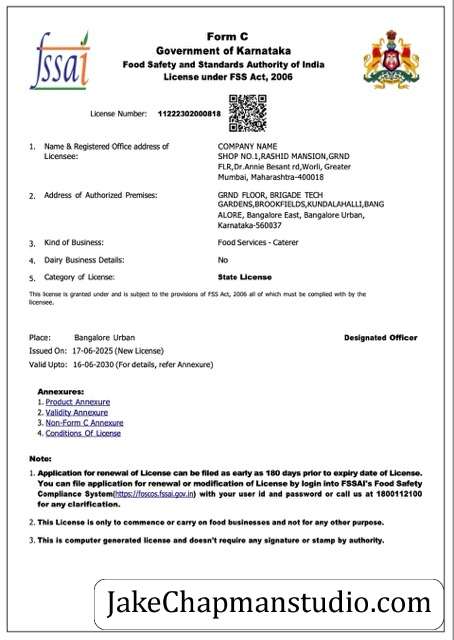 fssai
Form C
Government of Karnataka
Food Safety and Standards Authority of India
License under FSS Act, 2006
License Number: 11222302000818
1. Name & Registered Office address of
Licensee:
COMPANY NAME
SHOP NO.1,RASHID MANSION,GRND
FLR,Dr.Annie Besant rd,Worli, Greater
Mumbai, Maharashtra-400018
2. Address of Authorized Premises:
GRND FLOOR, BRIGADE TECH
GARDENS,BROOKFIELDS,KUNDALAHALLI,BANG
ALORE, Bangalore East, Bangalore Urban,
Karnataka-560037
3. Kind of Business: Food Services - Caterer
4. Dairy Business Details: No
5. Category of License: State License
This license is granted under and is subject to the provisions of FSS Act, 2006 all of which must be complied with by the
licensee.
Place: Bangalore Urban Designated Officer
Issued On: 17-06-2025 (New License)
Valid Upto: 16-06-2030 (For details, refer Annexure)
Annexures:
1. Product Annexure
2. Validity Annexure
3. Non-Form C Annexure
4. Conditions Of License
Note:
1. Application for renewal of License can be filed as early as 180 days prior to expiry date of License.
You can file application for renewal or modification of License by login into FSSAI's Food Safety
Compliance System(https://foscos.fssai.gov.in) with your user id and password or call us at 1800112100
for any clarification.
2. This License is only to commence or carry on food businesses and not for any other purpose.
3. This is computer generated license and doesn't require any signature or stamp by authority.
JakeChapmanstudio.com